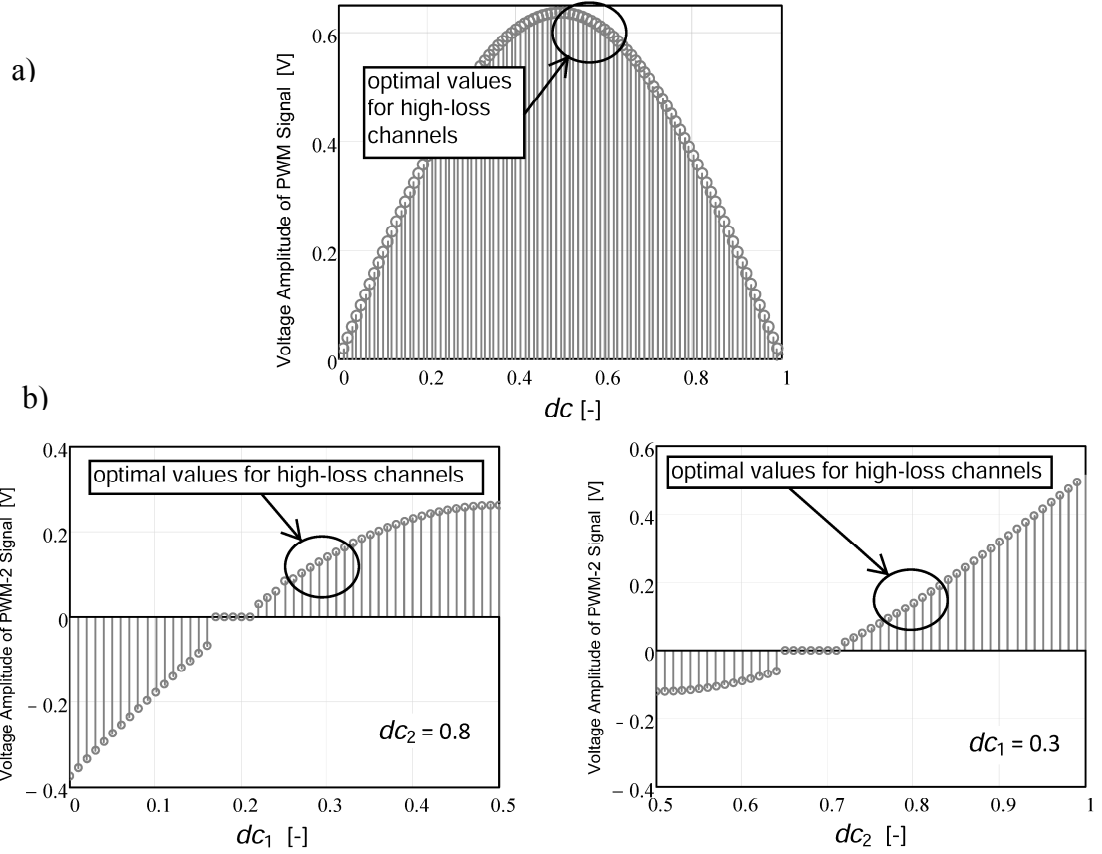 a)
Voltage Amplitude of PWM Signal [V]
0.6
0.4
0.2
0
optimal values
for high-loss
channels
0 0.2 0.4 0.6 0.8 1
dc [-]
b)
Voltage Amplitude of PWM-2 Signal [V]
0.4
0.2
0
− 0.2
− 0.4
optimal values for high-loss channels
dc2 = 0.8
0 0.1 0.2 0.3 0.4 0.5
dc1 [-]
Voltage Amplitude of PWM-2 Signal [V]
0.6
0.4
0.2
0
− 0.2
− 0.4
optimal values for high-loss channels
dc1 = 0.3
0.5 0.6 0.7 0.8 0.9 1
dc2 [-]